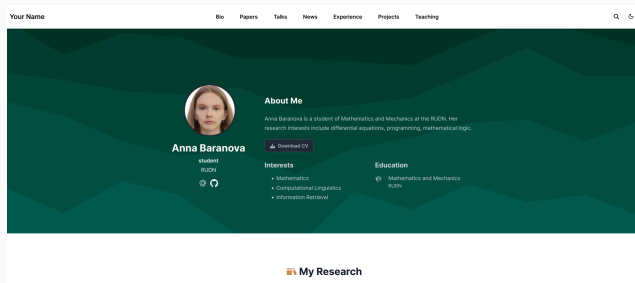 Your Name
Bio Papers Talks News Experience Projects Teaching
About Me
Anna Baranova is a student of Mathematics and Mechanics at the RUDN. Her
research interests include differential equations, programming, mathematical logic.
Download CV
Anna Baranova
student
RUDN
Interests
Mathematics
Computational Linguistics
Information Retrieval
Education
Mathematics and Mechanics
RUDN
My Research